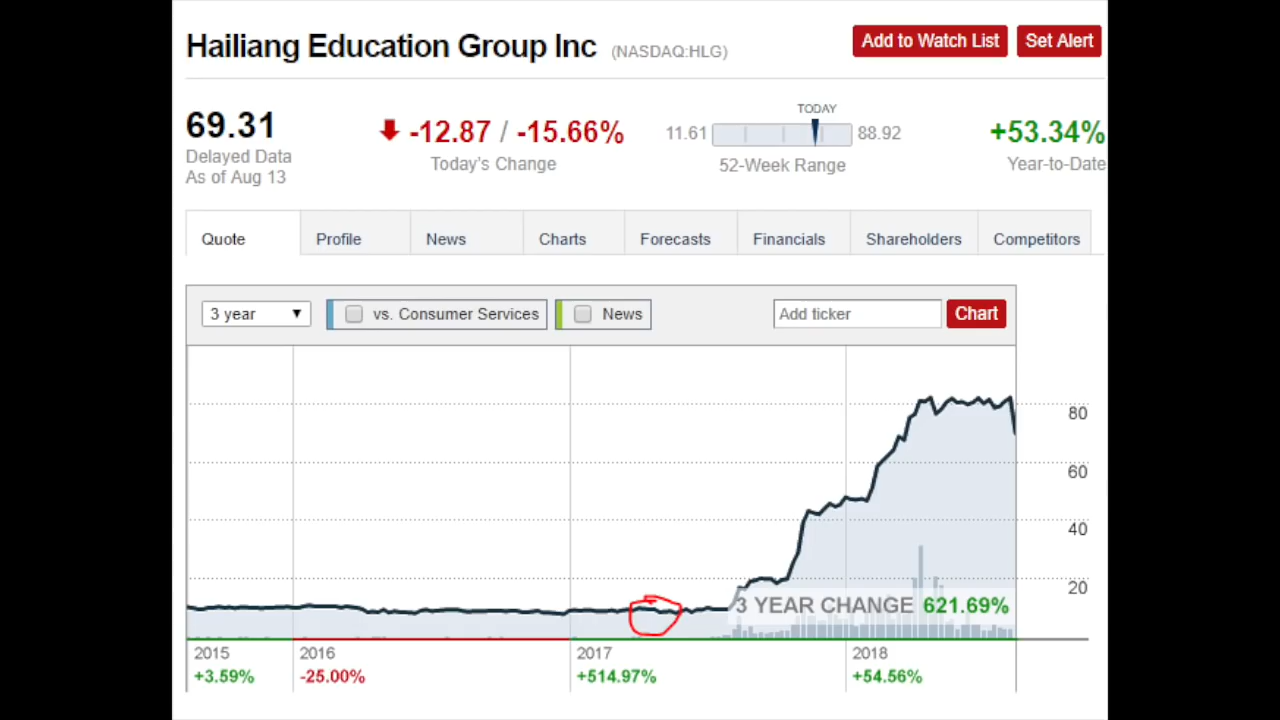 Hailiang Education Group Inc (NASDAQ:HLG)
Add to Watch List
Set Alert
69.31
Delayed Data
As of Aug 13
-12.87 / -15.66%
Today's Change
TODAY
11.61
88.92
52-Week Range
+53.34%
Year-to-Date
Quote
Profile
News
Charts
Forecasts
Financials
Shareholders
Competitors
3 year
vs. Consumer Services
News
Add ticker
Chart
80
60
40
20
3 YEAR CHANGE 621.69%
2015
2016
2017
2018
+3.59%
-25.00%
+514.97%
+54.56%